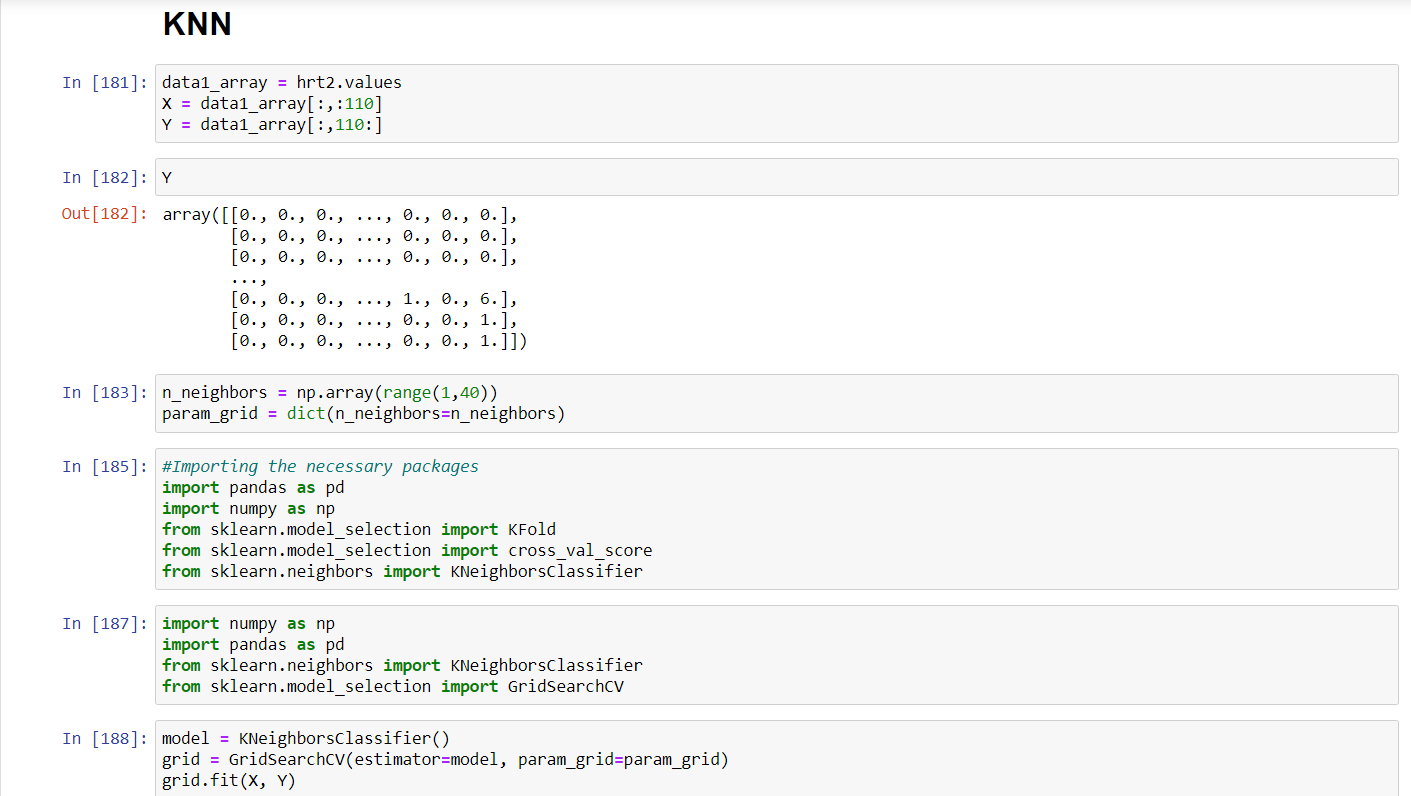 KNN
In [181]: data1_array = hrt2.values
X = data1_array[:,:110]
Y = data1_array[:,110:]
In [182]: Y
Out[182]: array([[0., 0., 0., ..., 0., 0., 0.],
[0., 0., 0., ..., 0., 0., 0.],
[0., 0., 0., ..., 0., 0., 0.],
...,
[0., 0., 0., ..., 1., 0., 6.],
[0., 0., 0., ..., 0., 0., 1.],
[0., 0., 0., ..., 0., 0., 1.]])
In [183]: n_neighbors = np.array(range(1,40))
param_grid = dict(n_neighbors=n_neighbors)
In [185]: #Importing the necessary packages
import pandas as pd
import numpy as np
from sklearn.model_selection import KFold
from sklearn.model_selection import cross_val_score
from sklearn.neighbors import KNeighborsClassifier
In [187]: import numpy as np
import pandas as pd
from sklearn.neighbors import KNeighborsClassifier
from sklearn.model_selection import GridSearchCV
In [188]: model = KNeighborsClassifier()
grid = GridSearchCV(estimator=model, param_grid=param_grid)
grid.fit(X, Y)